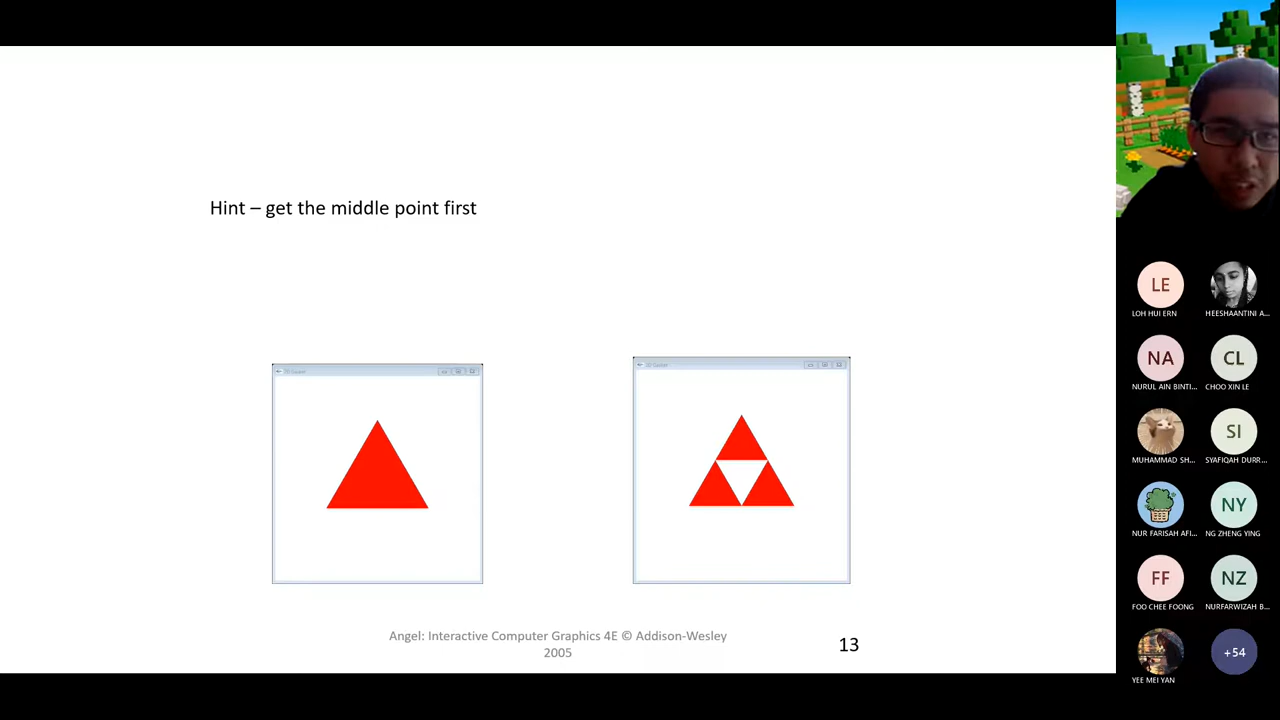 Hint – get the middle point first
Angel: Interactive Computer Graphics 4E © Addison-Wesley
2005
13
LE
LOH HUI ERN
HEESHAANTINI A...
NA
NURUL AIN BINTI...
CL
CHOO XIN LE
MUHAMMAD SH...
SI
SYAFIQAH DURR...
NUR FARISAH AFI...
NY
NG ZHENG YING
FF
FOO CHEE FOONG
NZ
NURFARWIZAH B...
YEE MEI YAN
+54